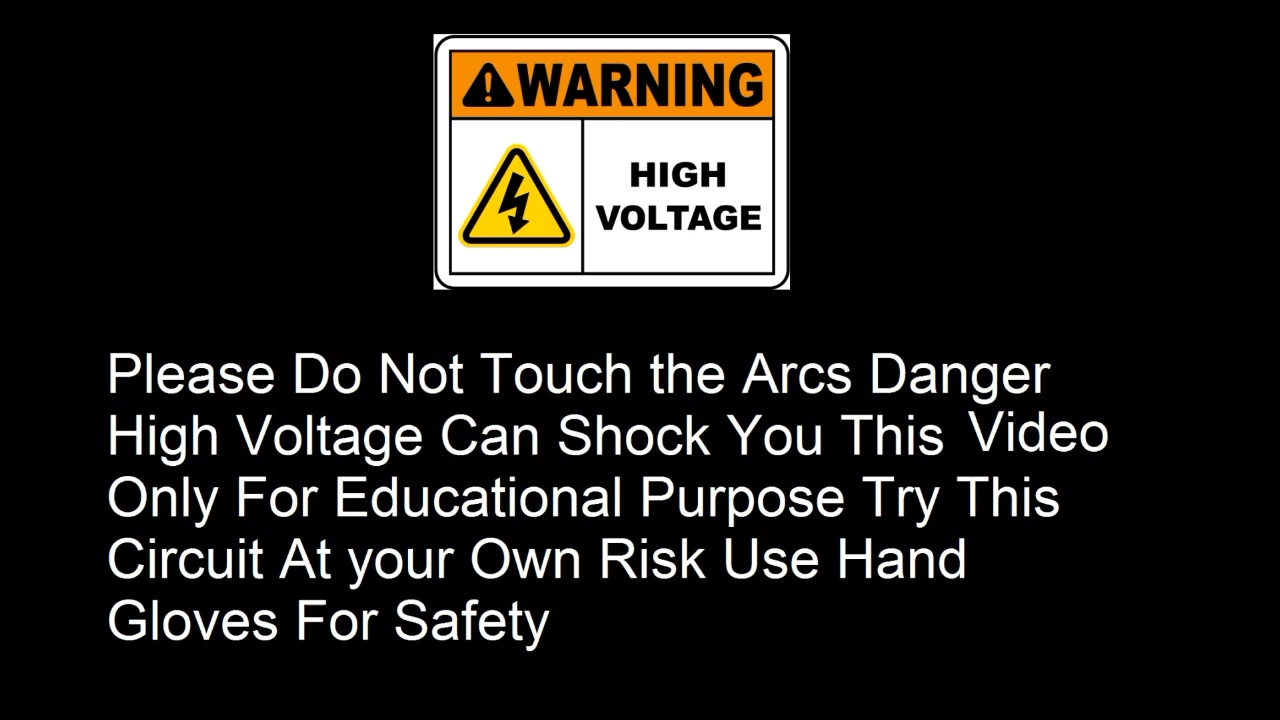 WARNING
HIGH
VOLTAGE
Please Do Not Touch the Arcs Danger
High Voltage Can Shock You This Video
Only For Educational Purpose Try This
Circuit At your Own Risk Use Hand
Gloves For Safety